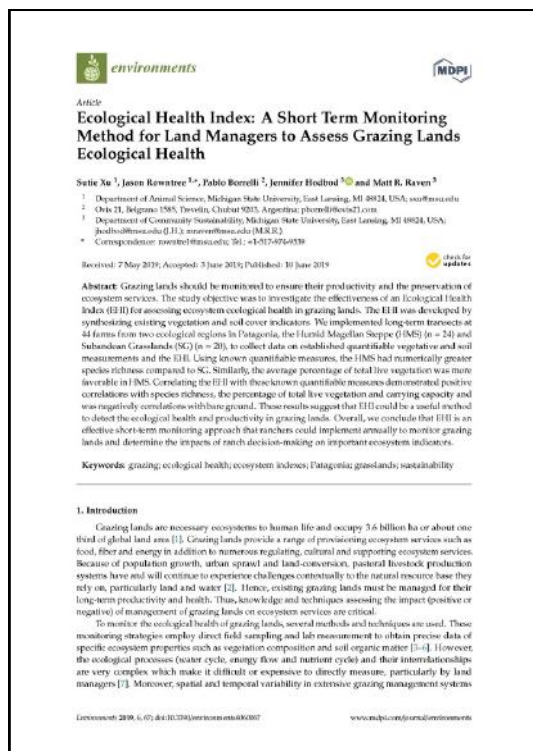 environments
MDPI
Article
Ecological Health Index: A Short Term Monitoring
Method for Land Managers to Assess Grazing Lands
Ecological Health
Sutie Xu 1, Jason Rowntree 1,*, Pablo Borrelli 2, Jennifer Hodbod 3 and Matt R. Raven 3
1 Department of Animal Science, Michigan State University, East Lansing, MI 48824, USA;
2 Ovis 21, Belgrano 1585, Trevelin, Chubut 9203, Argentina; pborrelli@ovis21.com
3 Department of Community Sustainability, Michigan State University, East Lansing, MI 48824, USA;
jhodbod@msu.edu (J.H.); mraven@msu.edu (M.R.R.)
* Correspondence: rowntre1@msu.edu; Tel.: +1-517-974-9539
Received: 7 May 2019; Accepted: 3 June 2019; Published: 10 June 2019
check for
updates
Abstract: Grazing lands should be monitored to ensure their productivity and the preservation of
ecosystem services. The study objective was to investigate the effectiveness of an Ecological Health
Index (EHI) for assessing ecosystem ecological health in grazing lands. The EHI was developed by
synthesizing existing vegetation and soil cover indicators. We implemented long-term transects at
44 farms from two ecological regions in Patagonia, the Humid Magellan Steppe (HMS) (n = 24) and
Subandean Grasslands (SG) (n = 20), to collect data on established quantifiable vegetative and soil
measurements and the EHI. Using known quantifiable measures, the HMS had numerically greater
species richness compared to SG. Similarly, the average percentage of total live vegetation was more
favorable in HMS. Correlating the EHI with these known quantifiable measures demonstrated positive
correlations with species richness, the percentage of total live vegetation and carrying capacity and
was negatively correlations with bare ground. These results suggest that EHI could be a useful method
to detect the ecological health and productivity in grazing lands. Overall, we conclude that EHI is an
effective short-term monitoring approach that ranchers could implement annually to monitor grazing
lands and determine the impacts of ranch decision-making on important ecosystem indicators.
Keywords: grazing; ecological health; ecosystem indexes; Patagonia; grasslands; sustainability
1. Introduction
Grazing lands are necessary ecosystems to human life and occupy 3.6 billion ha or about one
third of global land area [1]. Grazing lands provide a range of provisioning ecosystem services such as
food, fiber and energy in addition to numerous regulating, cultural and supporting ecosystem services.
Because of population growth, urban sprawl and land-conversion, pastoral livestock production
systems have and will continue to experience challenges contextually to the natural resource base they
rely on, particularly land and water [2]. Hence, existing grazing lands must be managed for their
long-term productivity and health. Thus, knowledge and techniques assessing the impact (positive or
negative) of management of grazing lands on ecosystem services are critical.
To monitor the ecological health of grazing lands, several methods and techniques are used. These
monitoring strategies employ direct field sampling and lab measurement to obtain precise data of
specific ecosystem properties such as vegetation composition and soil organic matter [3–6]. However,
the ecological processes (water cycle, energy flow and nutrient cycle) and their interrelationships
are very complex which make it difficult or expensive to directly measure, particularly by land
managers [7]. Moreover, spatial and temporal variability in extensive grazing management systems
Environments 2019, 6, 67; doi:10.3390/environments6060067
www.mdpi.com/journal/environments